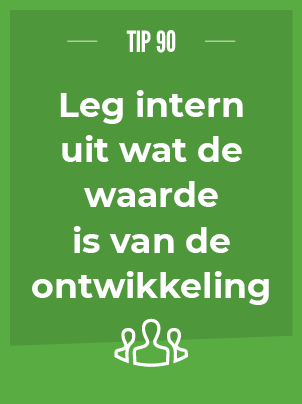 TIP 90
Leg intern
uit wat de
waarde
is van de
ontwikkeling